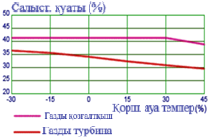 Салыст. қуаты (%)
50
45
40
35
30
25
20
-30 -15 0 15 30 45
Қорш. ауа темпер(%)
Газды қозғалтқыш
Газды турбина